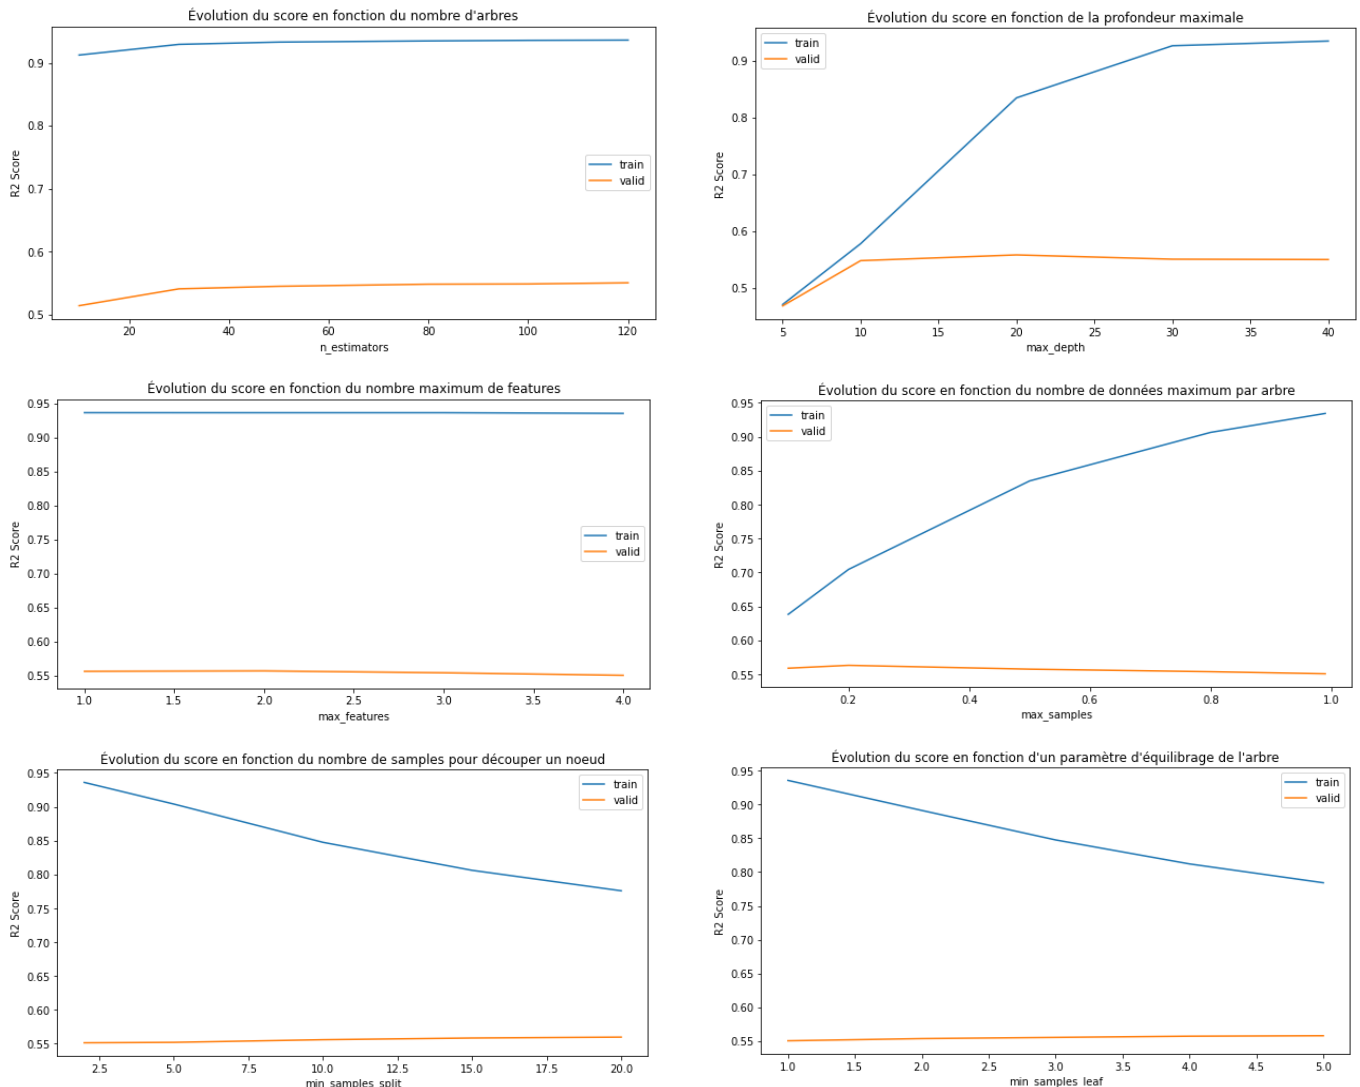 Évolution du score en fonction du nombre d'arbres
R2 Score
0.9
0.8
0.7
0.6
0.5
train
valid
20
40
60
80
100
120
n_estimators
Évolution du score en fonction de la profondeur maximale
R2 Score
0.9
0.8
0.7
0.6
0.5
train
valid
5
10
15
20
25
30
35
40
max_depth
Évolution du score en fonction du nombre maximum de features
R2 Score
0.95
0.90
0.85
0.80
0.75
0.70
0.65
0.60
0.55
train
valid
1.0
1.5
2.0
2.5
3.0
3.5
4.0
max_features
Évolution du score en fonction du nombre de données maximum par arbre
R2 Score
0.95
0.90
0.85
0.80
0.75
0.70
0.65
0.60
0.55
train
valid
0.2
0.4
0.6
0.8
1.0
max_samples
Évolution du score en fonction du nombre de samples pour découper un noeud
R2 Score
0.95
0.90
0.85
0.80
0.75
0.70
0.65
0.60
0.55
train
valid
2.5
5.0
7.5
10.0
12.5
15.0
17.5
20.0
min_samples_split
Évolution du score en fonction d'un paramètre d'équilibrage de l'arbre
R2 Score
0.95
0.90
0.85
0.80
0.75
0.70
0.65
0.60
0.55
train
valid
1.0
1.5
2.0
2.5
3.0
3.5
4.0
4.5
5.0
min_samples_leaf